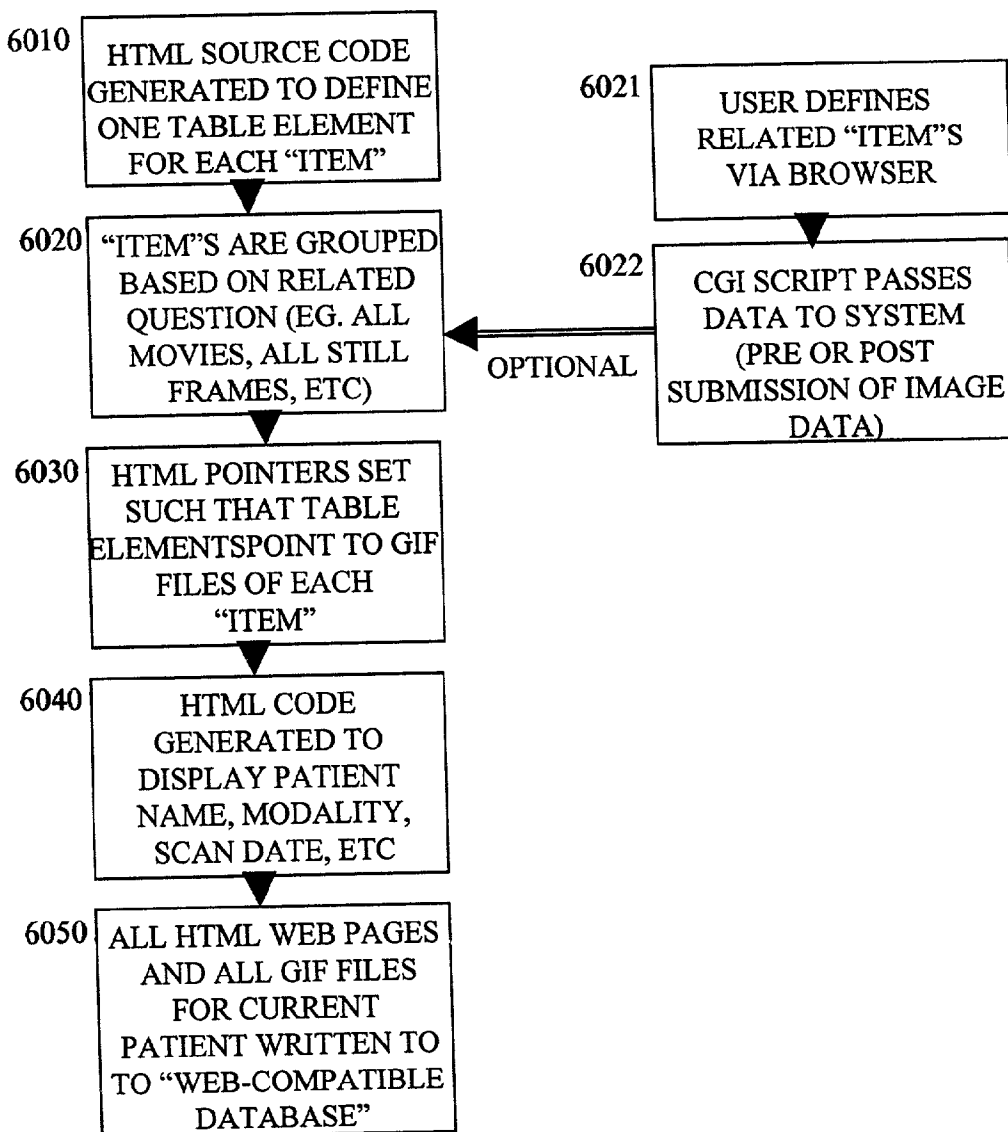 6010
HTML SOURCE CODE
GENERATED TO DEFINE
ONE TABLE ELEMENT
FOR EACH “ITEM”
6021
USER DEFINES
RELATED “ITEM”S
VIA BROWSER
6020
“ITEM”S ARE GROUPED
BASED ON RELATED
QUESTION (EG. ALL
MOVIES, ALL STILL
FRAMES, ETC)
6022
CGI SCRIPT PASSES
DATA TO SYSTEM
(PRE OR POST
SUBMISSION OF IMAGE
DATA)
OPTIONAL
6030
HTML POINTERS SET
SUCH THAT TABLE
ELEMENTSPOINT TO GIF
FILES OF EACH
“ITEM”
6040
HTML CODE
GENERATED TO
DISPLAY PATIENT
NAME, MODALITY,
SCAN DATE, ETC
6050
ALL HTML WEB PAGES
AND ALL GIF FILES
FOR CURRENT
PATIENT WRITTEN TO
TO “WEB-COMPATIBLE
DATABASE”